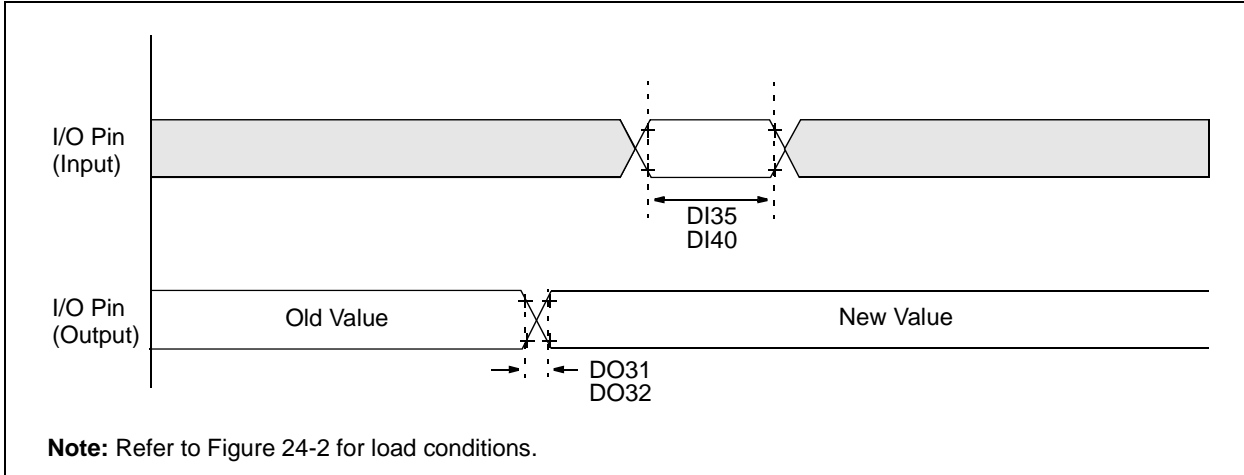 I/O Pin
(Input)
DI35
DI40
I/O Pin
(Output)
Old Value
New Value
DO31
DO32
Note: Refer to Figure 24-2 for load conditions.